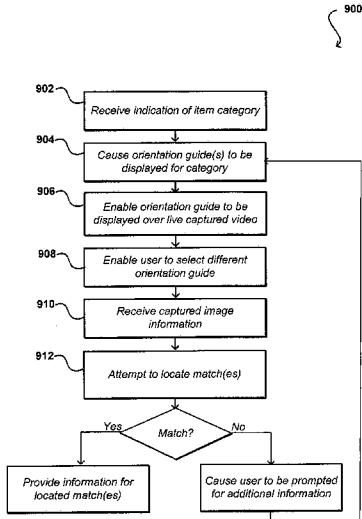 900
902
Receive indication of item category
904
Cause orientation guide(s) to be
displayed for category
906
Enable orientation guide to be
displayed over live captured video
908
Enable user to select different
orientation guide
910
Receive captured image
information
912
Attempt to locate match(es)
Yes
Match?
No
Provide information for
located match(es)
Cause user to be prompted
for additional information